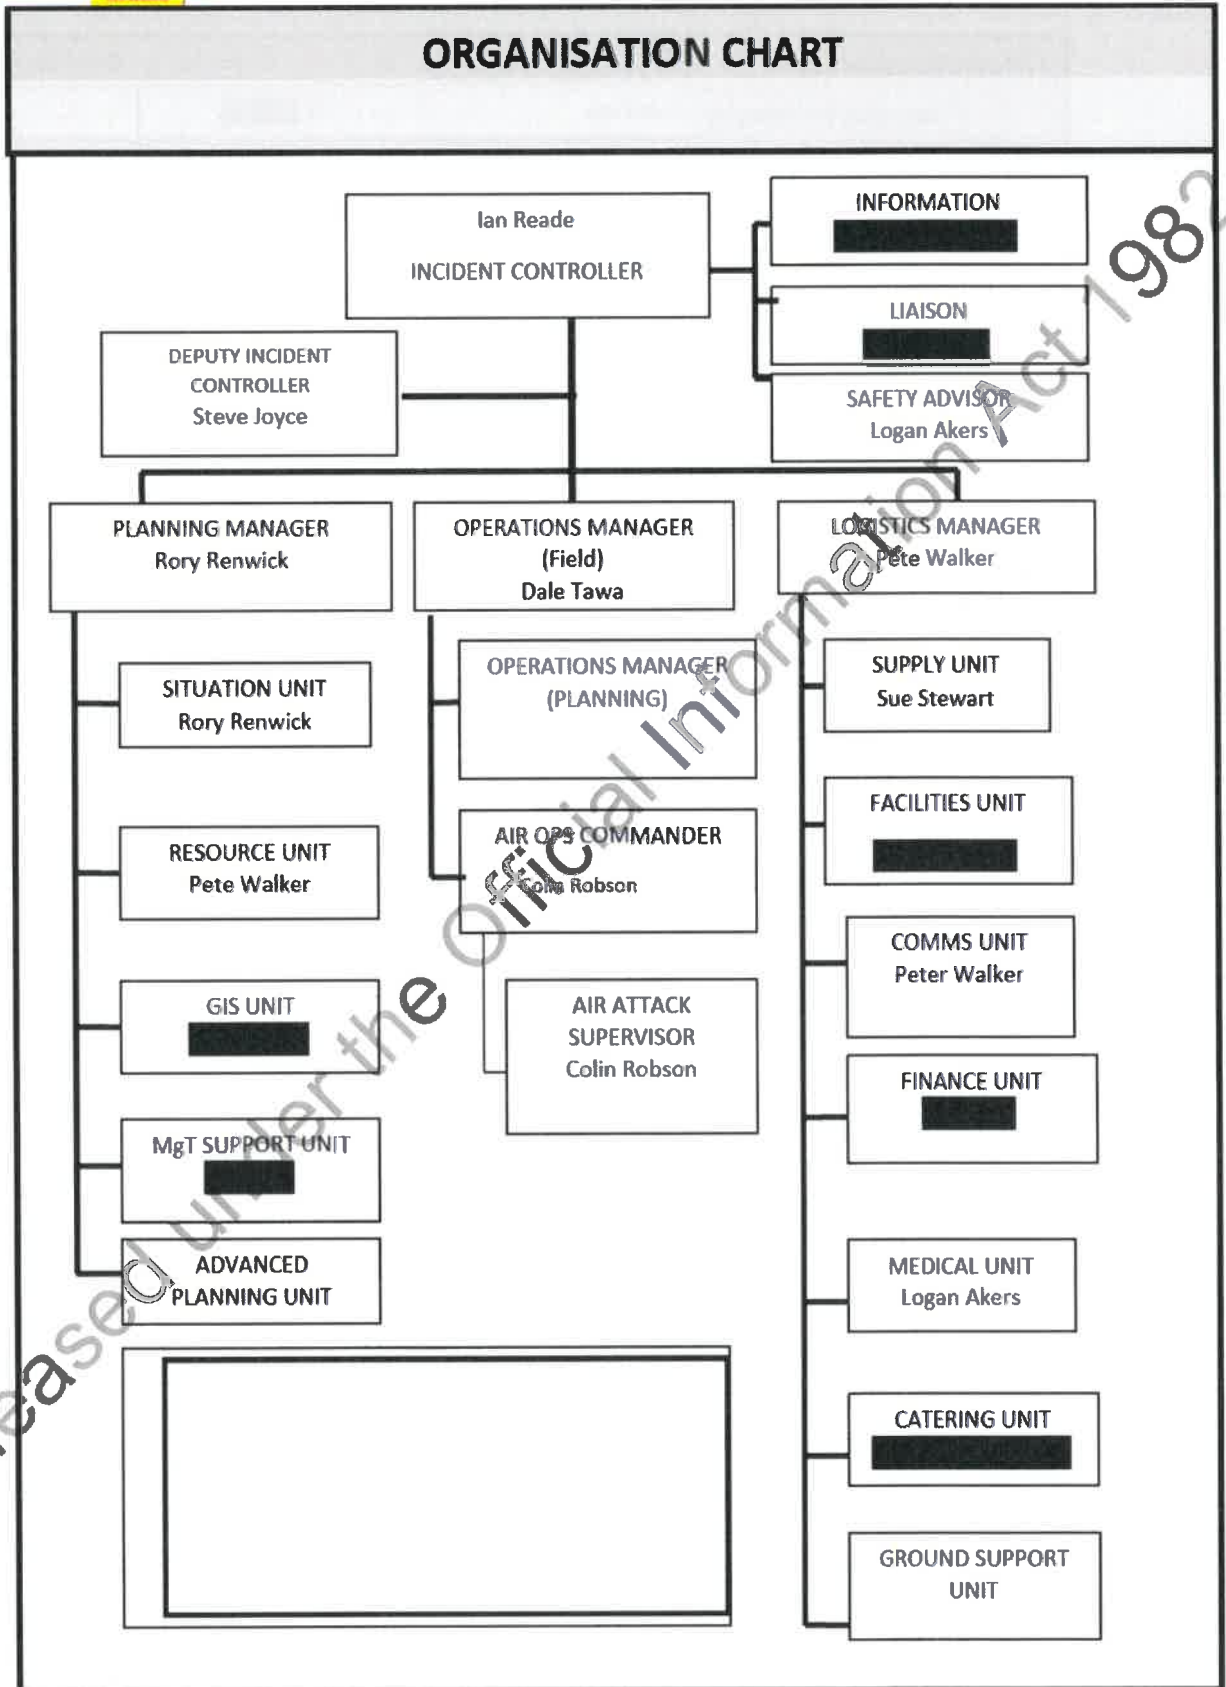 ORGANISATION CHART
Ian Reade
INCIDENT CONTROLLER
INFORMATION
LIAISON
SAFETY ADVISOR
Logan Akers
DEPUTY INCIDENT
CONTROLLER
Steve Joyce
PLANNING MANAGER
Rory Renwick
OPERATIONS MANAGER
(Field)
Dale Tawa
LOGISTICS MANAGER
Pete Walker
SITUATION UNIT
Rory Renwick
RESOURCE UNIT
Pete Walker
GIS UNIT
MgT SUPPORT UNIT
ADVANCED
PLANNING UNIT
OPERATIONS MANAGER
(PLANNING)
AIR OPS COMMANDER
Colin Robson
AIR ATTACK
SUPERVISOR
Colin Robson
SUPPLY UNIT
Sue Stewart
FACILITIES UNIT
COMMS UNIT
Peter Walker
FINANCE UNIT
MEDICAL UNIT
Logan Akers
CATERING UNIT
GROUND SUPPORT
UNIT
eased under the Official Information Act 1982